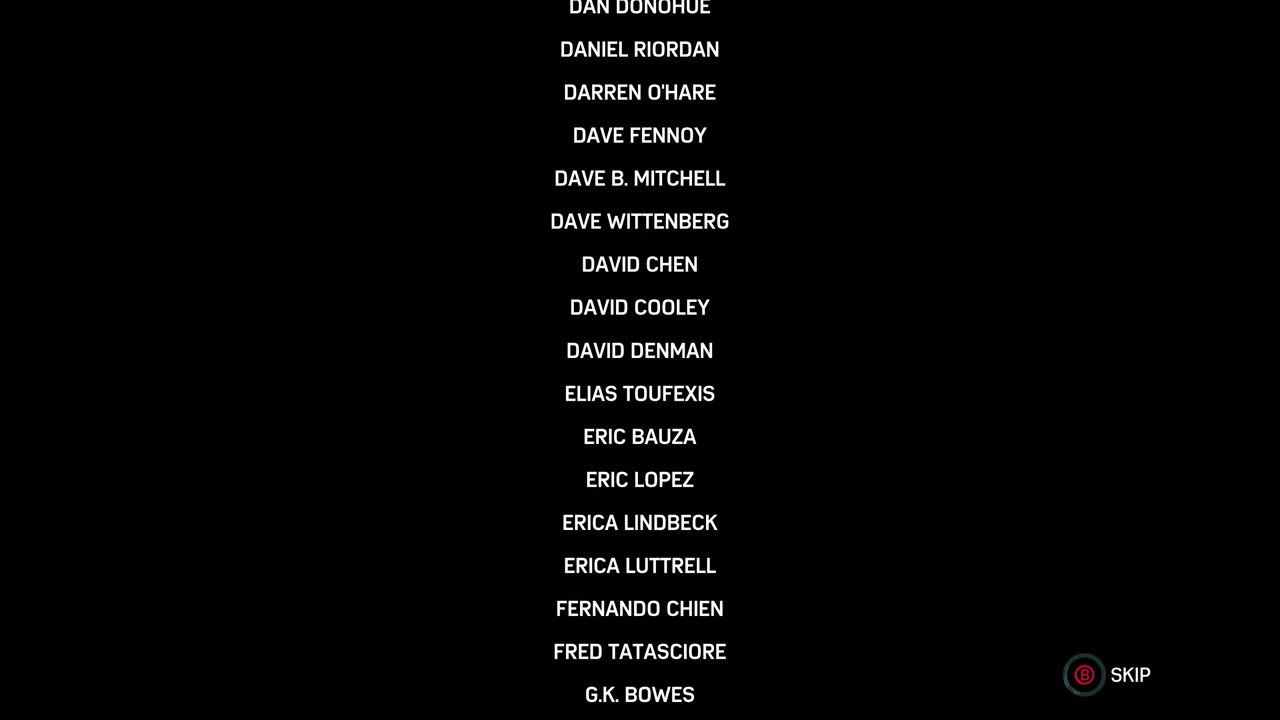 DAN DONOHUE
DANIEL RIORDAN
DARREN O'HARE
DAVE FENNOY
DAVE B. MITCHELL
DAVE WITTENBERG
DAVID CHEN
DAVID COOLEY
DAVID DENMAN
ELIAS TOUFEXIS
ERIC BAUZA
ERIC LOPEZ
ERICA LINDBECK
ERICA LUTTRELL
FERNANDO CHIEN
FRED TATASCIORE
B SKIP
G.K. BOWES